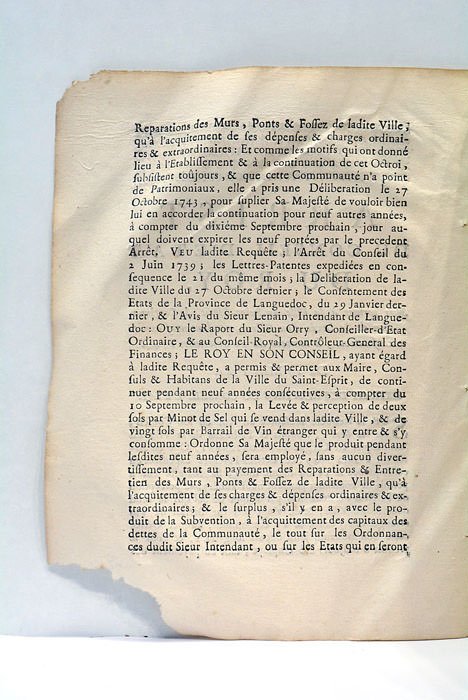 Reparations des Murs, Ponts & Foſſez de ladite Ville;
qu'à l'acquitement de ſes dépenſes & charges ordinai-
res & extraordinaires : Et comme les motifs qui ont donné
lieu à l'Etabliſſement & à la continuation de cet Octroi,
ſubſiſtent toûjours, & que cette Communauté n'a point
de Patrimoniaux, elle a pris une Déliberation le 27
Octobre 1743, pour ſuplier Sa Majeſté de vouloir bien
lui en accorder la continuation pour neuf autres années,
à compter du dixiéme Septembre prochain, jour au-
quel doivent expirer les neuf portées par le precedent
Arrêt. VEU ladite Requête; l'Arrêt du Conſeil du
2 Juin 1739; les Lettres-Patentes expediées en con-
ſequence le 21 du même mois; la Deliberation de la-
dite Ville du 27 Octobre dernier; le Conſentement des
Etats de la Province de Languedoc, du 29 Janvier der-
nier, & l'Avis du Sieur Lenain, Intendant de Langue-
doc : OUY le Raport du Sieur Orry, Conſeiller-d'Etat
Ordinaire, & au Conſeil-Royal, Contrôleur-General des
Finances; LE ROY EN SON CONSEIL, ayant égard
à ladite Requête, a permis & permet aux Maire, Con-
ſuls & Habitans de la Ville du Saint-Eſprit, de conti-
nuer pendant neuf années conſécutives, à compter du
10 Septembre prochain, la Levée & perception de deux
ſols par Minot de Sel qui ſe vend dans ladite Ville, & de
vingt ſols par Barrail de Vin étranger qui y entre & s'y
conſomme : Ordonne Sa Majeſté que le produit pendant
leſdites neuf années, ſera employé, ſans aucun diver-
tiſſement, tant au payement des Reparations & Entre-
tien des Murs, Ponts & Foſſez de ladite Ville, qu'à
l'acquitement de ſes charges & dépenſes ordinaires & ex-
traordinaires; & le ſurplus, s'il y en a, avec le pro-
duit de la Subvention, à l'acquittement des capitaux des
dettes de la Communauté, le tout ſur les Ordonnan-
ces dudit Sieur Intendant, ou ſur les Etats qui en ſeront